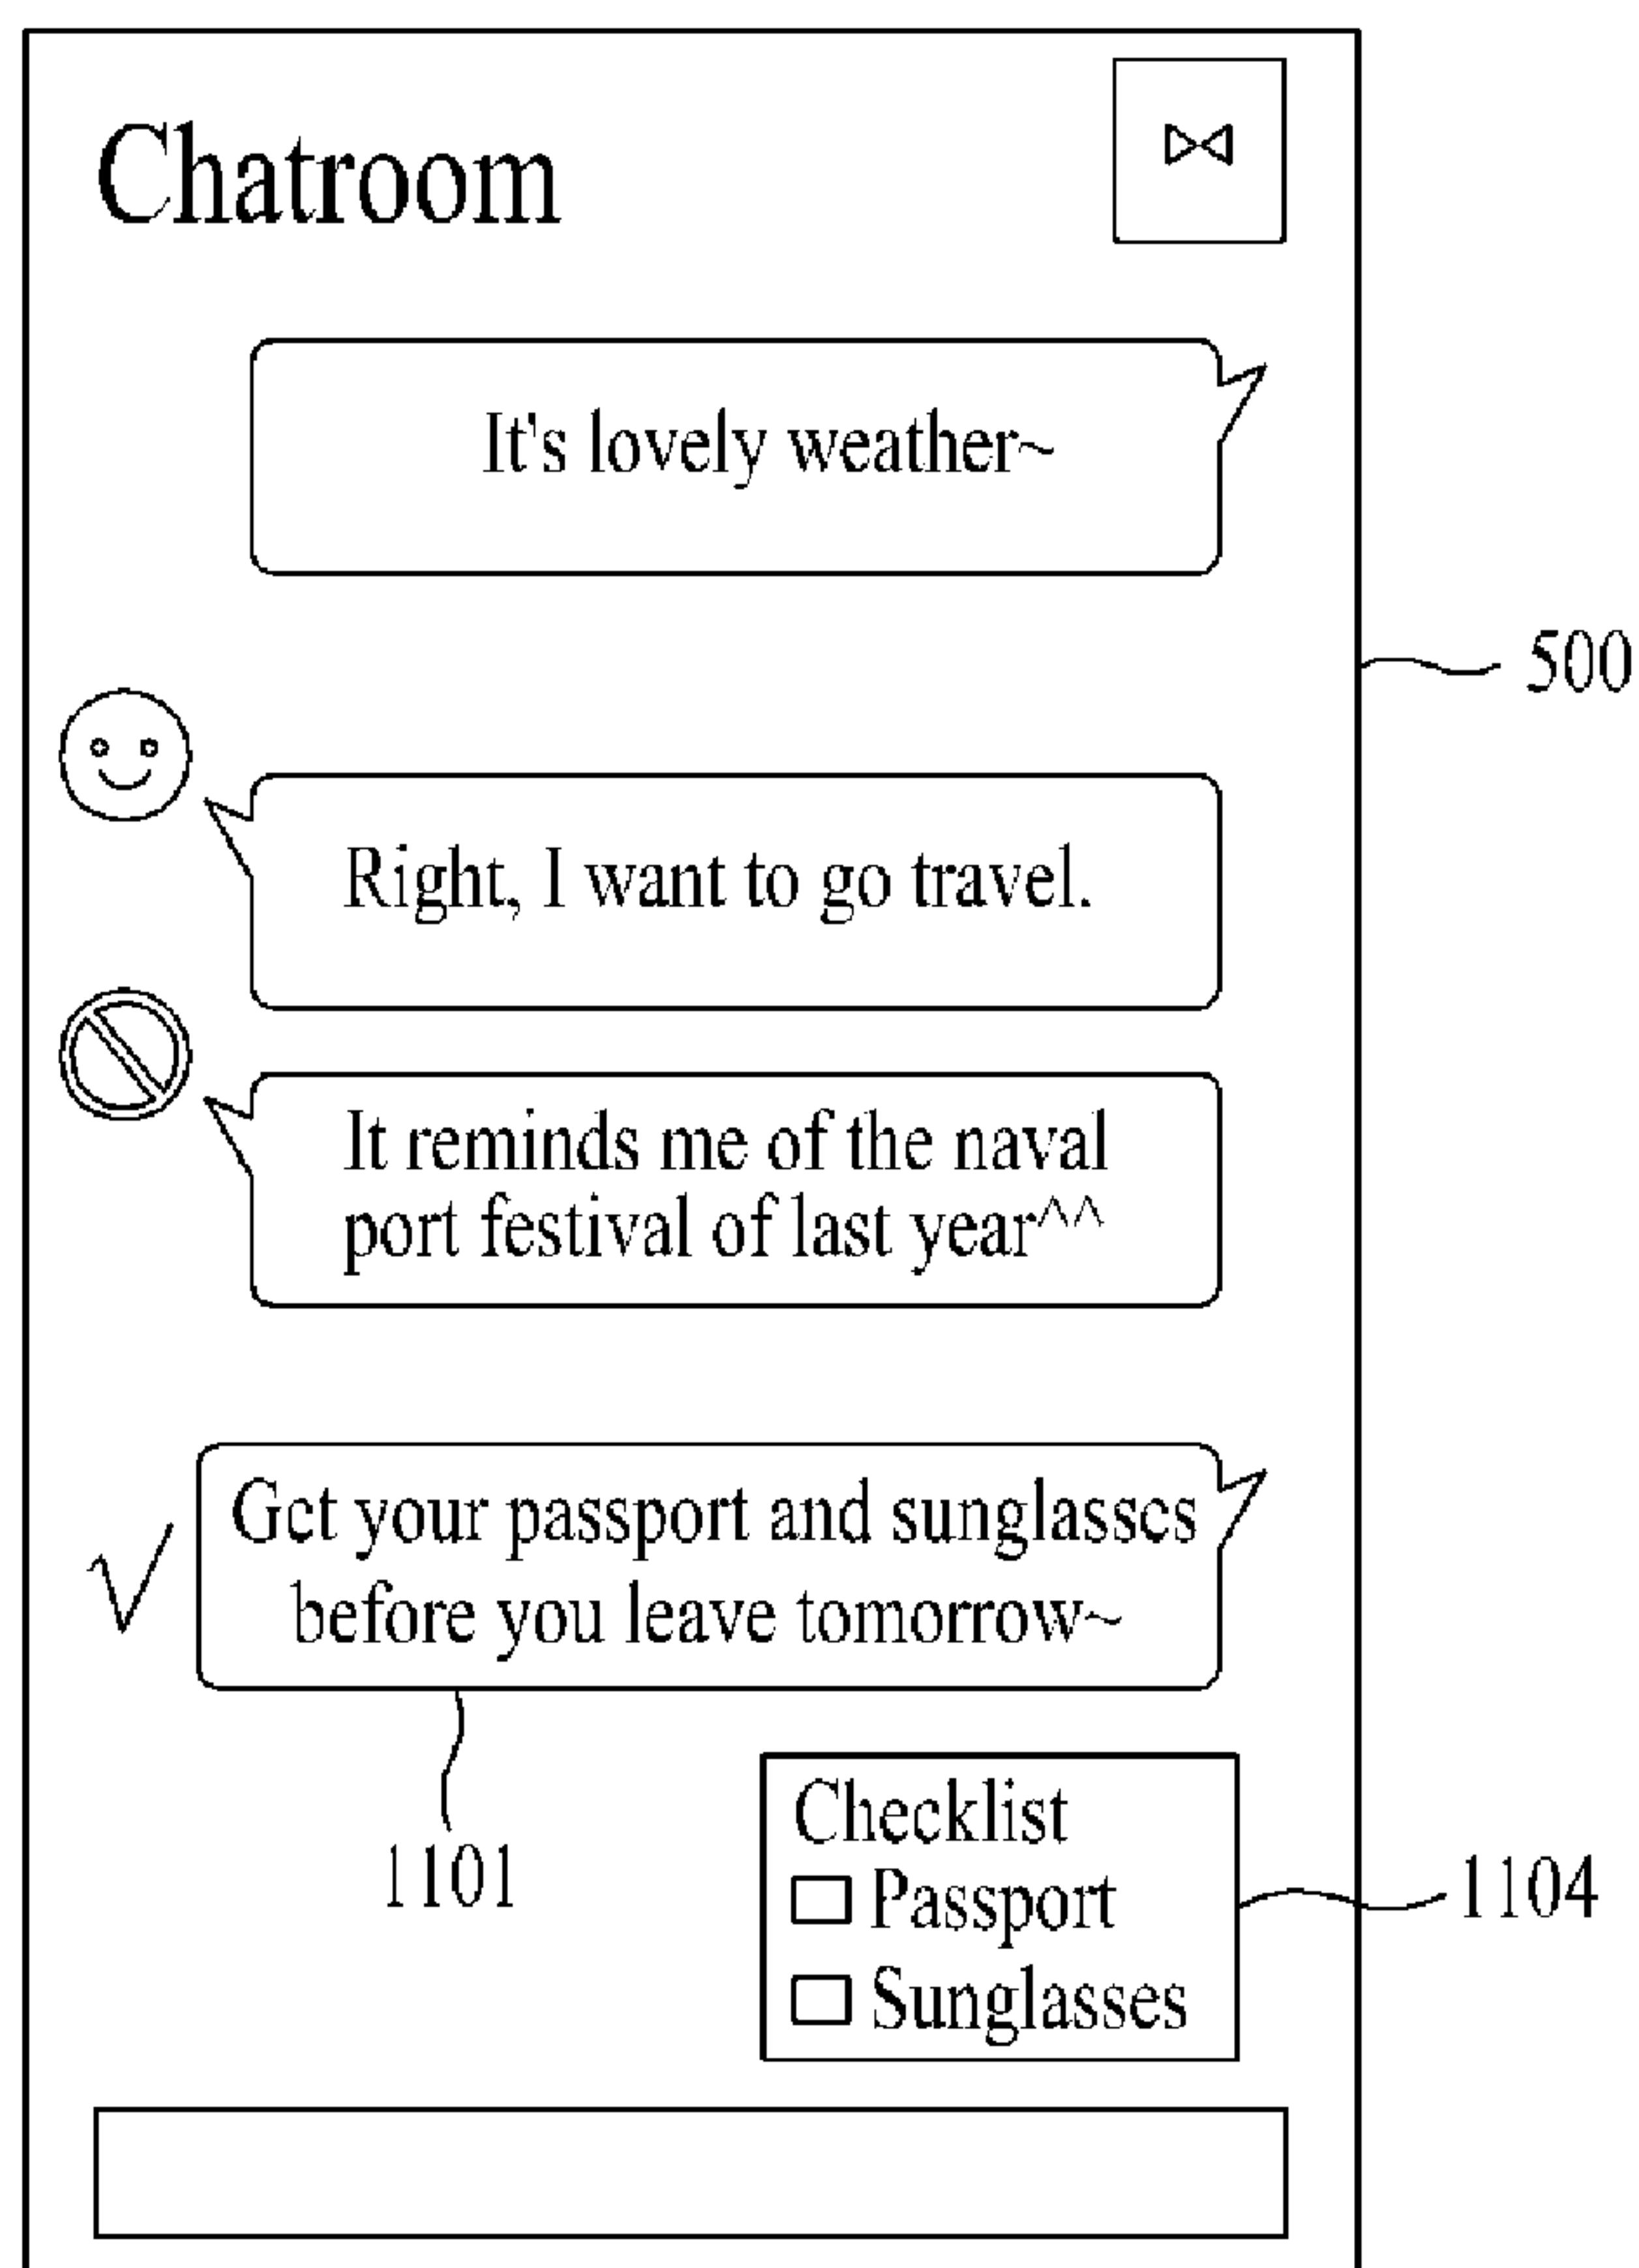 Chatroom
It's lovely weather~
500
Right, I want to go travel.
It reminds me of the naval
port festival of last year^^
Get your passport and sunglasses
before you leave tomorrow~
1101
Checklist
Passport
1104
Sunglasses